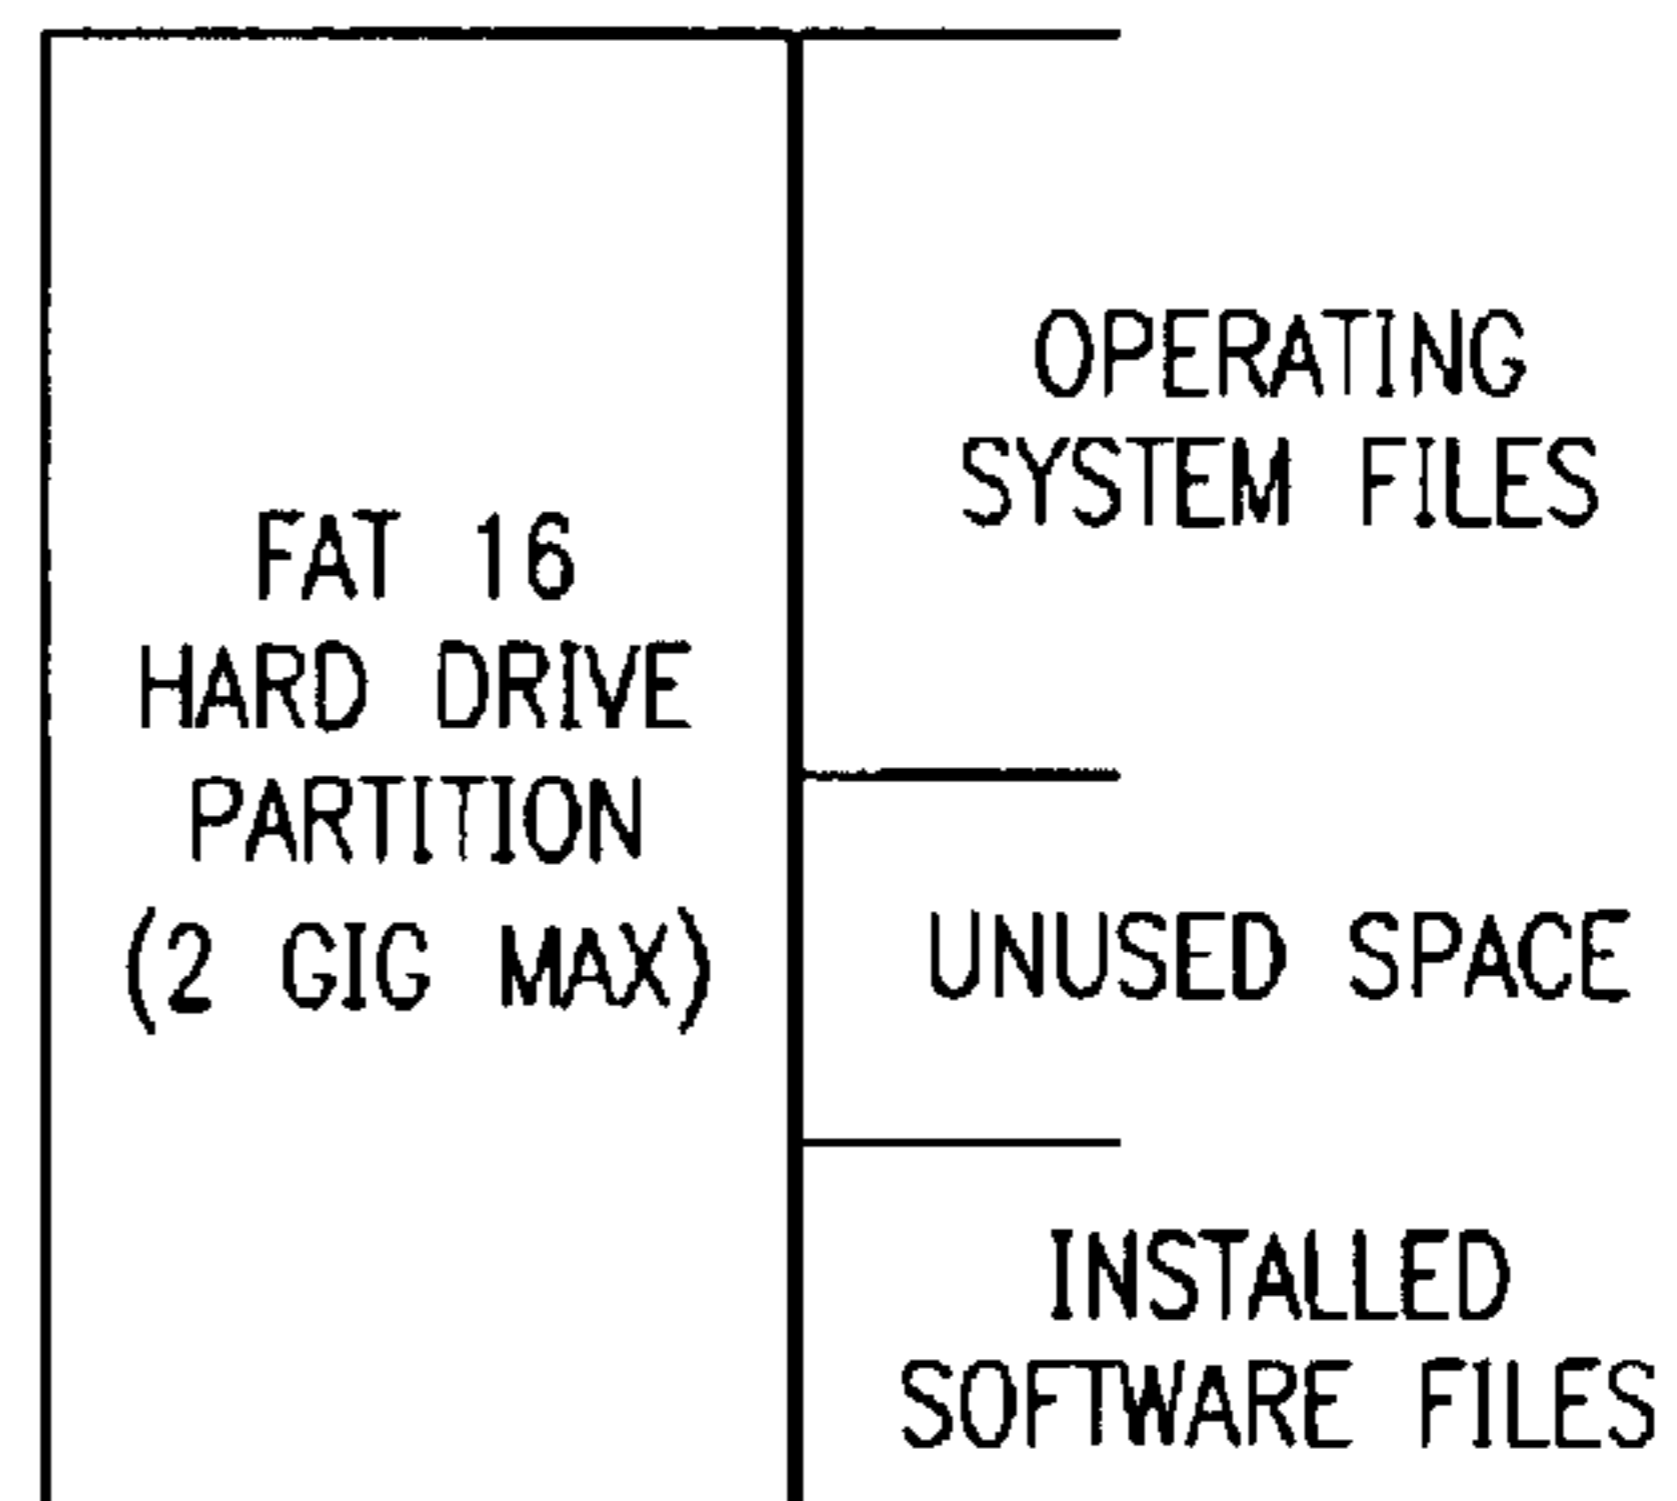 FAT 16
HARD DRIVE
PARTITION
(2 GIG MAX)
OPERATING
SYSTEM FILES
UNUSED SPACE
INSTALLED
SOFTWARE FILES